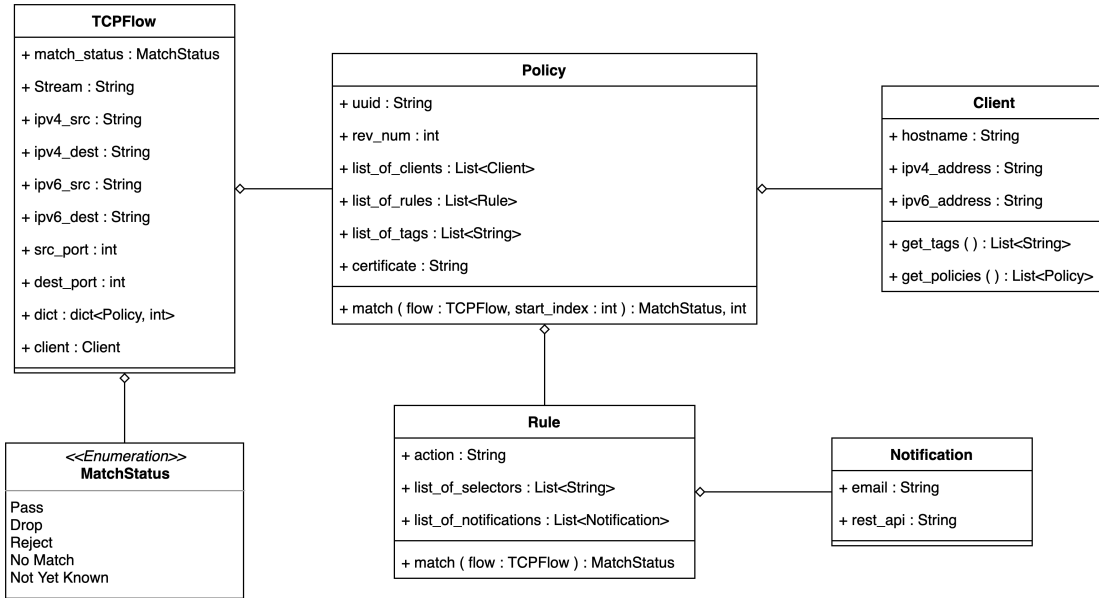 TCPFlow
+ match_status : MatchStatus
+ Stream : String
+ ipv4_src : String
+ ipv4_dest : String
+ ipv6_src : String
+ ipv6_dest : String
+ src_port : int
+ dest_port : int
+ dict : dict<Policy, int>
+ client : Client
<<Enumeration>>
MatchStatus
Pass
Drop
Reject
No Match
Not Yet Known
Policy
+ uuid : String
+ rev_num : int
+ list_of_clients : List<Client>
+ list_of_rules : List<Rule>
+ list_of_tags : List<String>
+ certificate : String
+ match ( flow : TCPFlow, start_index : int ) : MatchStatus, int
Rule
+ action : String
+ list_of_selectors : List<String>
+ list_of_notifications : List<Notification>
+ match ( flow : TCPFlow ) : MatchStatus
Client
+ hostname : String
+ ipv4_address : String
+ ipv6_address : String
+ get_tags ( ) : List<String>
+ get_policies ( ) : List<Policy>
Notification
+ email : String
+ rest_api : String